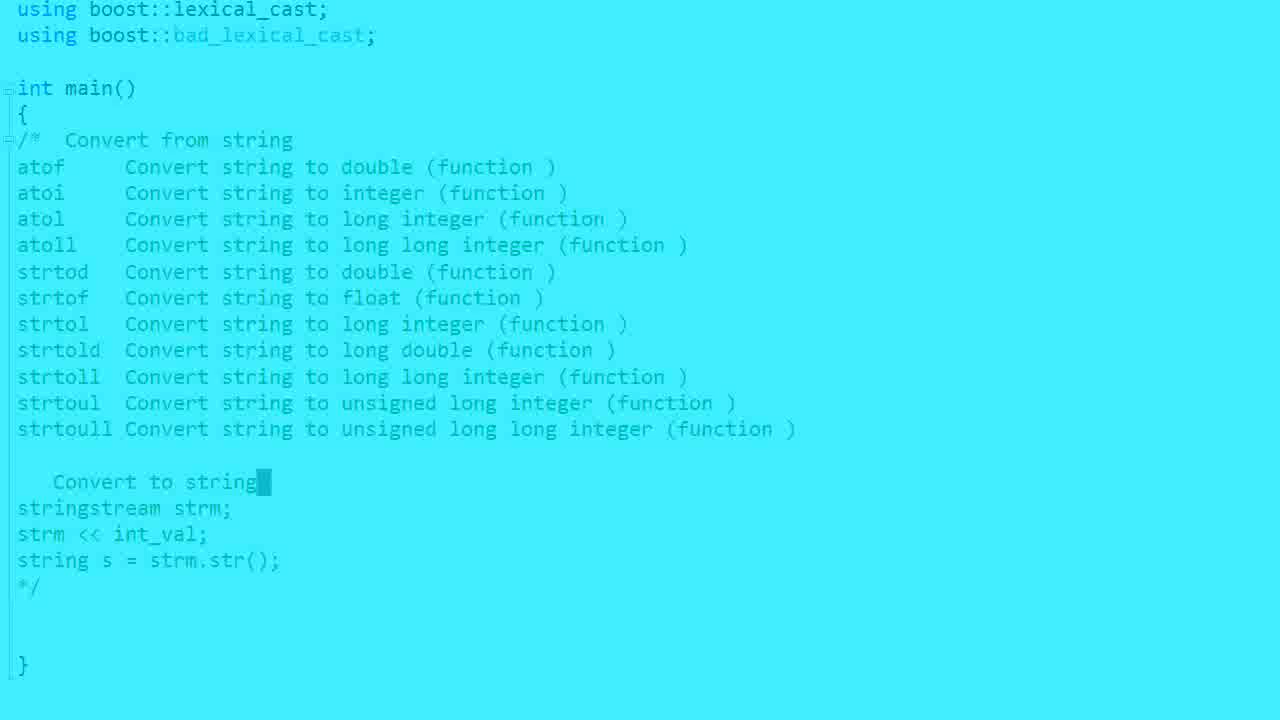 using boost::lexical_cast;
using boost::bad_lexical_cast;
int main()
{
/*  Convert from string
atof     Convert string to double (function )
atoi     Convert string to integer (function )
atol     Convert string to long integer (function )
atoll    Convert string to long long integer (function )
strtod   Convert string to double (function )
strtof   Convert string to float (function )
strtol   Convert string to long integer (function )
strtold  Convert string to long double (function )
strtoll  Convert string to long long integer (function )
strtoul  Convert string to unsigned long integer (function )
strtoull Convert string to unsigned long long integer (function )
   Convert to string
stringstream strm;
strm << int_val;
string s = strm.str();
*/
}